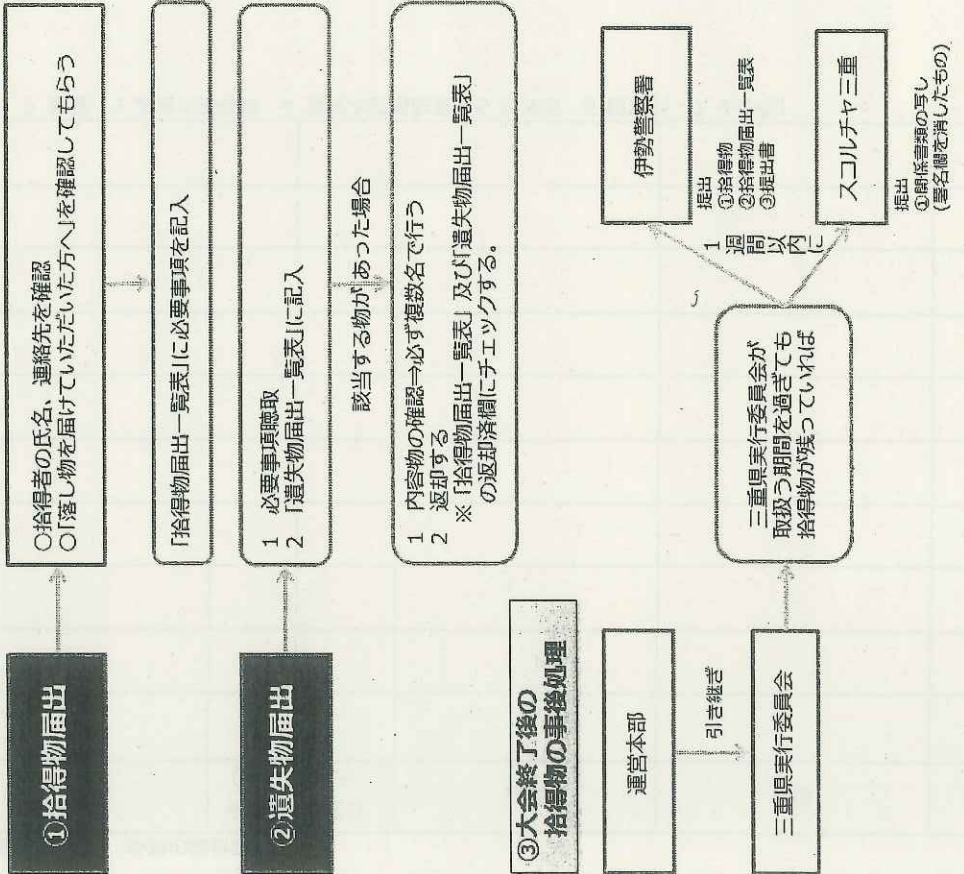 ①拾得物届出
○拾得者の氏名、連絡先を確認
○「落し物を届けていただいた方へ」を確認してもらう
「拾得物届出一覧表」に必要事項を記入
②遺失物届出
1 必要事項聴取
2 「遺失物届出一覧表」に記入
該当する物があった場合
1 内容物の確認⇒必ず複数名で行う
2 返却する
※「拾得物届出一覧表」及び「遺失物届出一覧表」
の返却済欄にチェックする。
③大会終了後の
拾得物の事後処理
運営本部
引き継ぎ
三重県実行委員会
三重県実行委員会が
取扱う期間を過ぎても
拾得物が残っていれば
1週間以内に
伊勢警察署
提出
①拾得物
②拾得物届出一覧表
③提出書
スコルチャ三重
提出
①関係書類の写し
(署名欄を消したもの)